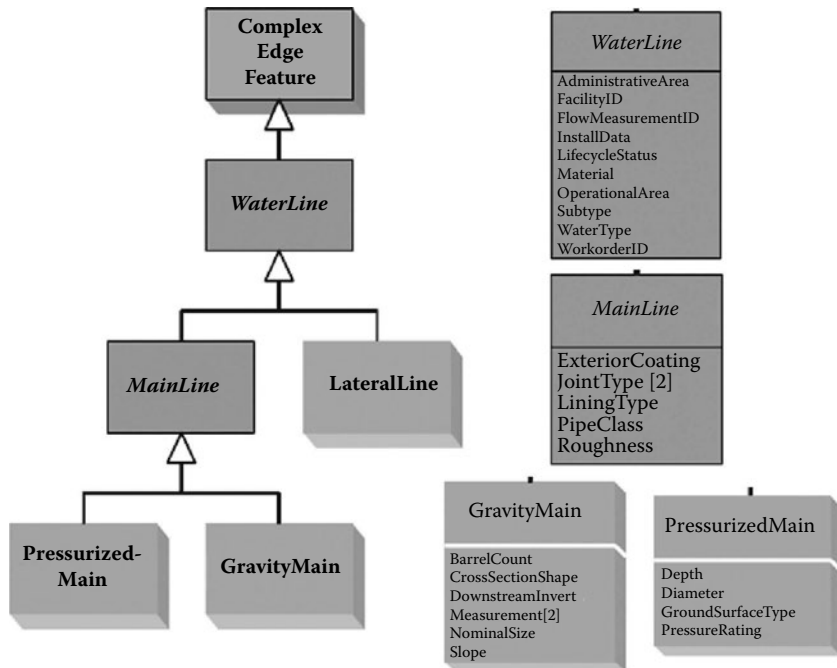 Complex
Edge
Feature
WaterLine
MainLine
LateralLine
Pressurized-
Main
GravityMain
WaterLine
AdministrativeArea
FacilityID
FlowMeasurementID
InstallData
LifecycleStatus
Material
OperationalArea
Subtype
WaterType
WorkorderID
MainLine
ExteriorCoating
JointType [2]
LiningType
PipeClass
Roughness
GravityMain
BarrelCount
CrossSectionShape
DownstreamInvert
Measurement[2]
NominalSize
Slope
PressurizedMain
Depth
Diameter
GroundSurfaceType
PressureRating